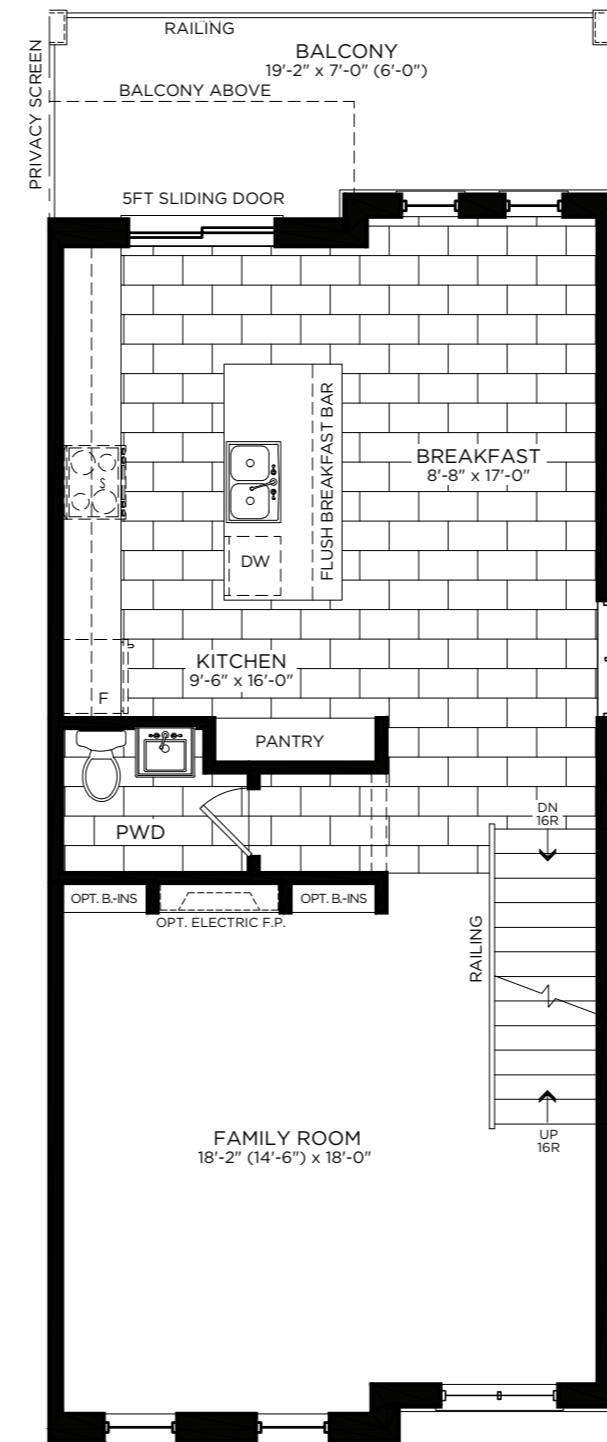 RAILING
BALCONY
19'-2" x 7'-0" (6'-0")
PRIVACY SCREEN
BALCONY ABOVE
5FT SLIDING DOOR
BREAKFAST
8'-8" x 17'-0"
FLUSH BREAKFAST BAR
S
DW
KITCHEN
9'-6" x 16'-0"
F
PANTRY
PWD
DN
16R
OPT. B.-INS
OPT. B.-INS
OPT. ELECTRIC F.P.
RAILING
FAMILY ROOM
18'-2" (14'-6") x 18'-0"
UP
16R